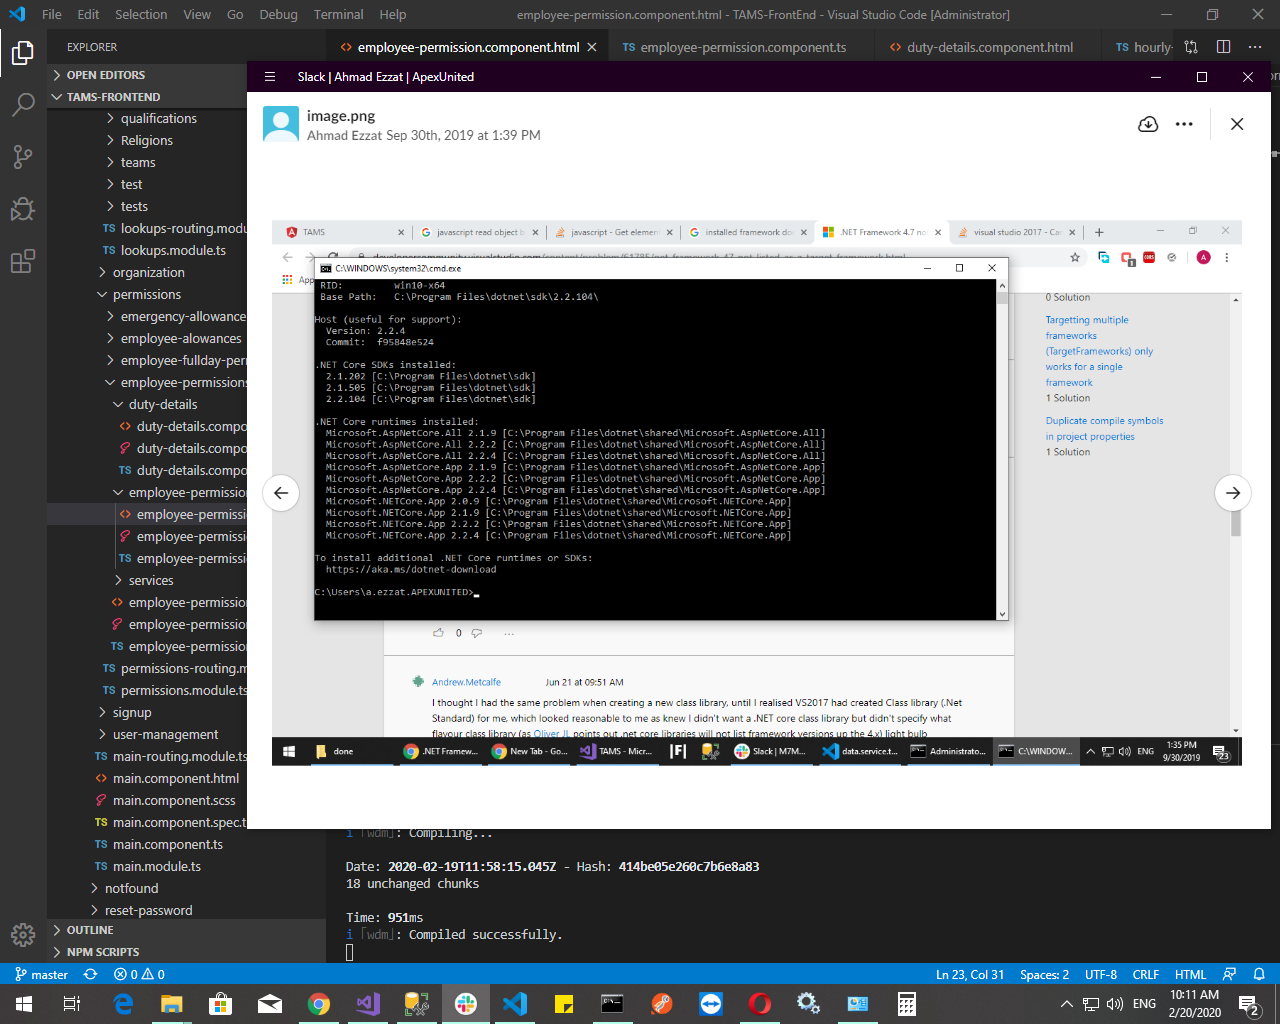 File Edit Selection View Go Debug Terminal Help
employee-permission.component.html - TAMS-FrontEnd - Visual Studio Code [Administrator]
EXPLORER
employee-permission.component.html
TS employee-permission.component.ts
duty-details.component.html
TS hourly-
OPEN EDITORS
TAMS-FRONTEND
qualifications
Religions
teams
test
tests
TS lookups-routing.modu
TS lookups.module.ts
organization
permissions
emergency-allowance
employee-alowances
employee-fullday-per
employee-permissions
duty-details
duty-details.compo
duty-details.compo
TS duty-details.compo
employee-permission
employee-permissi
employee-permissi
TS employee-permissi
services
employee-permission
employee-permission
TS employee-permission
TS permissions-routing.m
TS permissions.module.ts
signup
user-management
TS main-routing.module.ts
main.component.html
main.component.scss
TS main.component.spec.t
TS main.component.ts
TS main.module.ts
notfound
reset-password
OUTLINE
NPM SCRIPTS
Slack | Ahmad Ezzat | ApexUnited
image.png
Ahmad Ezzat Sep 30th, 2019 at 1:39 PM
TAMS
javascript read object b
javascript - Get elemen
installed framework do
.NET Framework 4.7 no
visual studio 2017 - Ca
App
A
C:\WINDOWS\system32\cmd.exe
RID: win10-x64
Base Path: C:\Program Files\dotnet\sdk\2.2.104\
Host (useful for support):
Version: 2.2.4
Commit: f95848e524
.NET Core SDKs installed:
2.1.202 [C:\Program Files\dotnet\sdk]
2.1.505 [C:\Program Files\dotnet\sdk]
2.2.104 [C:\Program Files\dotnet\sdk]
.NET Core runtimes installed:
Microsoft.AspNetCore.All 2.1.9 [C:\Program Files\dotnet\shared\Microsoft.AspNetCore.All]
Microsoft.AspNetCore.All 2.2.2 [C:\Program Files\dotnet\shared\Microsoft.AspNetCore.All]
Microsoft.AspNetCore.All 2.2.4 [C:\Program Files\dotnet\shared\Microsoft.AspNetCore.All]
Microsoft.AspNetCore.App 2.1.9 [C:\Program Files\dotnet\shared\Microsoft.AspNetCore.App]
Microsoft.AspNetCore.App 2.2.2 [C:\Program Files\dotnet\shared\Microsoft.AspNetCore.App]
Microsoft.AspNetCore.App 2.2.4 [C:\Program Files\dotnet\shared\Microsoft.AspNetCore.App]
Microsoft.NETCore.App 2.0.9 [C:\Program Files\dotnet\shared\Microsoft.NETCore.App]
Microsoft.NETCore.App 2.1.9 [C:\Program Files\dotnet\shared\Microsoft.NETCore.App]
Microsoft.NETCore.App 2.2.2 [C:\Program Files\dotnet\shared\Microsoft.NETCore.App]
Microsoft.NETCore.App 2.2.4 [C:\Program Files\dotnet\shared\Microsoft.NETCore.App]
To install additional .NET Core runtimes or SDKs:
https://aka.ms/dotnet-download
C:\Users\a.ezzat.APEXUNITED>
0 Solution
Targetting multiple
frameworks
(TargetFrameworks) only
works for a single
framework
1 Solution
Duplicate compile symbols
in project properties
1 Solution
0
Andrew.Metcalfe Jun 21 at 09:51 AM
I thought I had the same problem when creating a new class library, until I realised VS2017 had created Class library (.Net
Standard) for me, which looked reasonable to me as knew I didn't want a .NET core class library but didn't specify what
flavour class library (as Oliver JL points out .net core libraries will not list framework versions up the 4.x) light bulb
done
.NET Framew...
New Tab - Go...
TAMS - Micr...
|F|
Slack | M7M...
data.service.t...
Administrato...
C:\WINDOW...
ENG
1:35 PM
9/30/2019
23
i ｢wdm｣: Compiling...
Date: 2020-02-19T11:58:15.045Z - Hash: 414be05e260c7b6e8a83
18 unchanged chunks
Time: 951ms
i ｢wdm｣: Compiled successfully.
master
0 0
Ln 23, Col 31 Spaces: 2 UTF-8 CRLF HTML
ENG
10:11 AM
2/20/2020
2